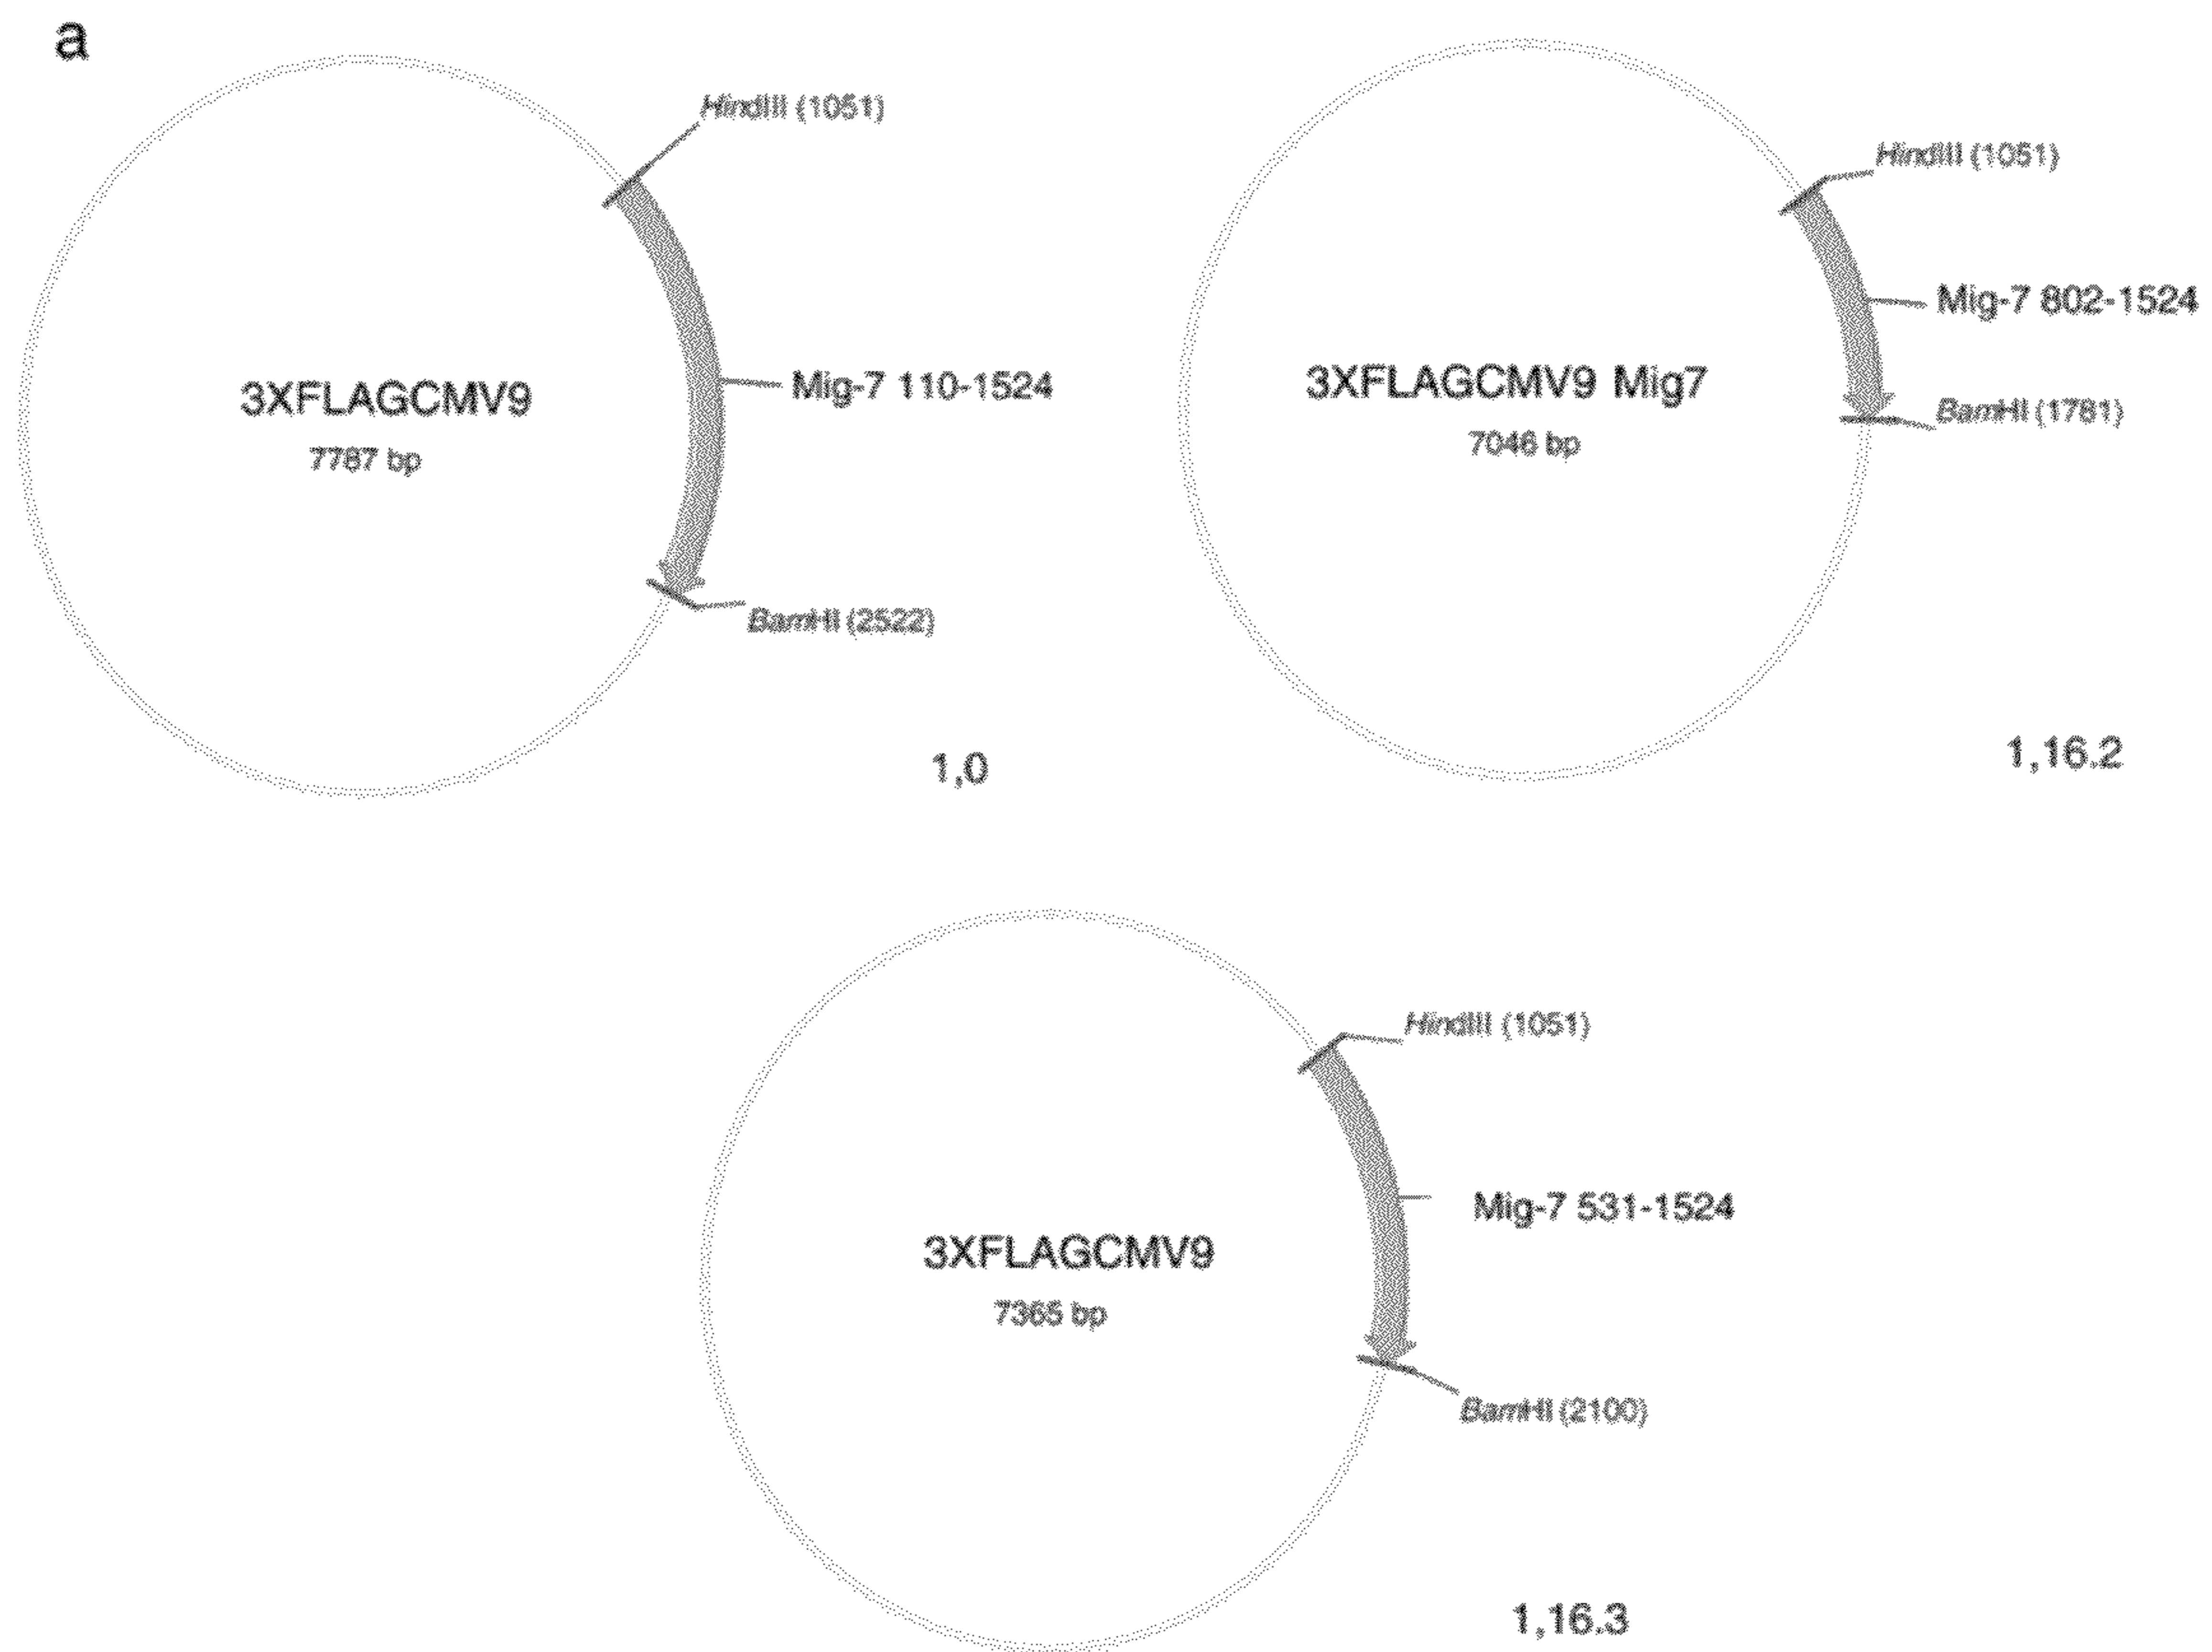 a
HindIII (1051)
Mig-7 110-1524
3XFLAGCMV9
7787 bp
BamHI (2522)
1,0
HindIII (1051)
Mig-7 802-1524
3XFLAGCMV9 Mig7
7046 bp
BamHI (1781)
1,16.2
HindIII (1051)
Mig-7 531-1524
3XFLAGCMV9
7365 bp
BamHI (2100)
1,16.3